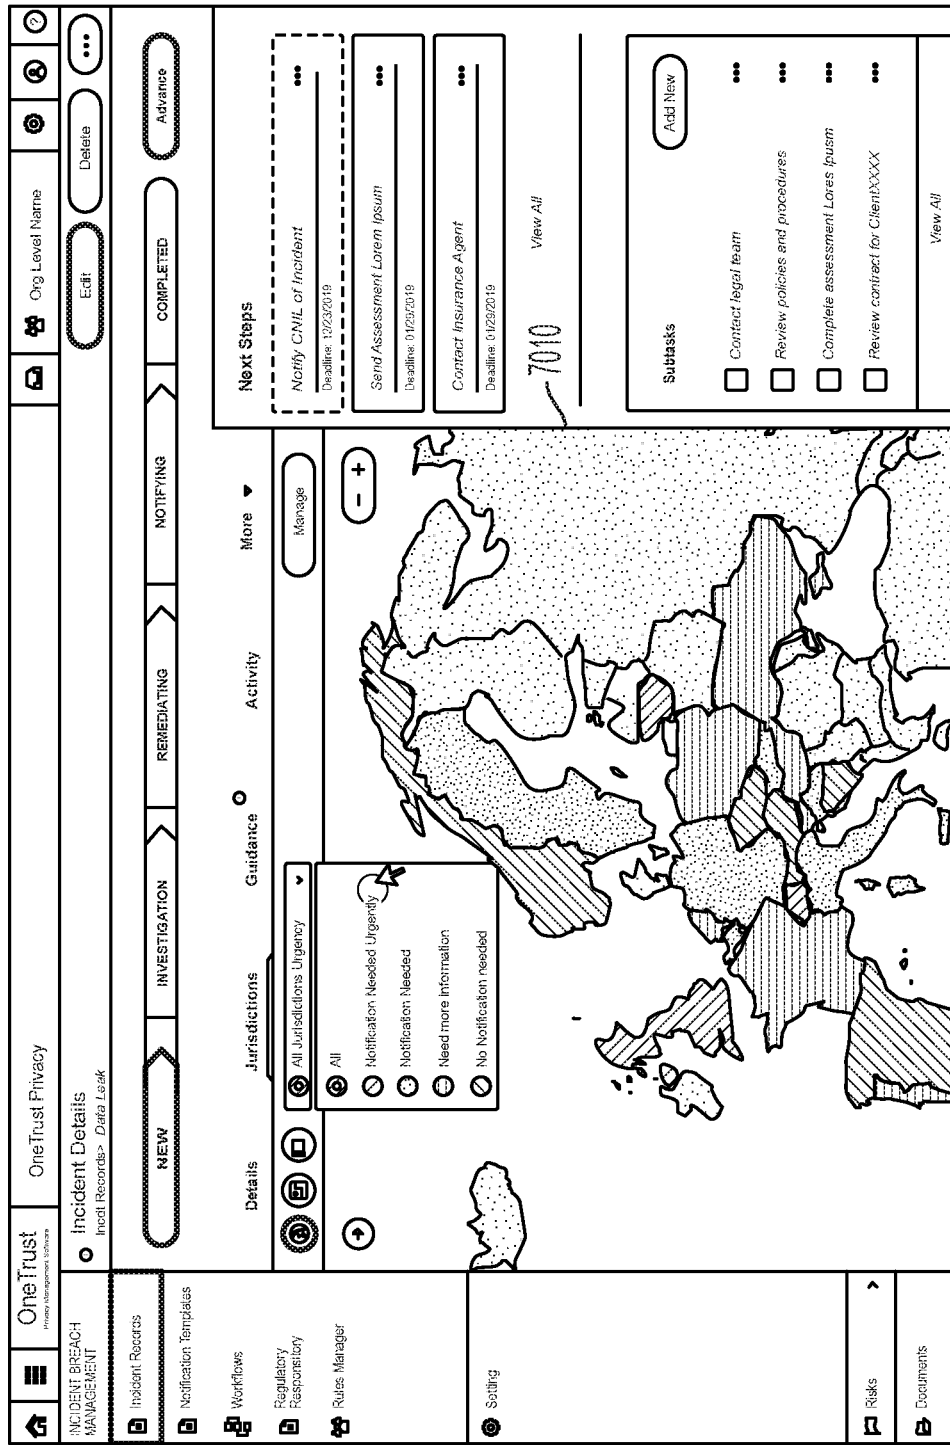 OneTrust
Privacy Management Software
OneTrust Privacy
Org Level Name
?
INCIDENT BREACH
MANAGEMENT
Incident Records
Notification Templates
Workflows
Regulatory
Responsitory
Rules Manager
Setting
Risks
Documents
Incident Details
Incdt Records> Data Leak
Edit
Delete
NEW
INVESTIGATION
REMEDIATING
NOTIFYING
COMPLETED
Advance
Details
Jurisdictions
Guidance
Activity
More
All Jurisdictions Urgency
Manage
All
Notification Needed Urgently
Notification Needed
Need more information
No Notification needed
- +
Next Steps
Notify CNIL of Incident
Deadline: 12/23/2019
Send Assessment Lorem Ipsum
Deadline: 01/26/2019
Contact Insurance Agent
Deadline: 01/29/2019
View All
7010
Subtasks
Add New
Contact legal team
Review policies and procedures
Complete assessment Lores Ipusm
Review contract for ClientXXXX
View All